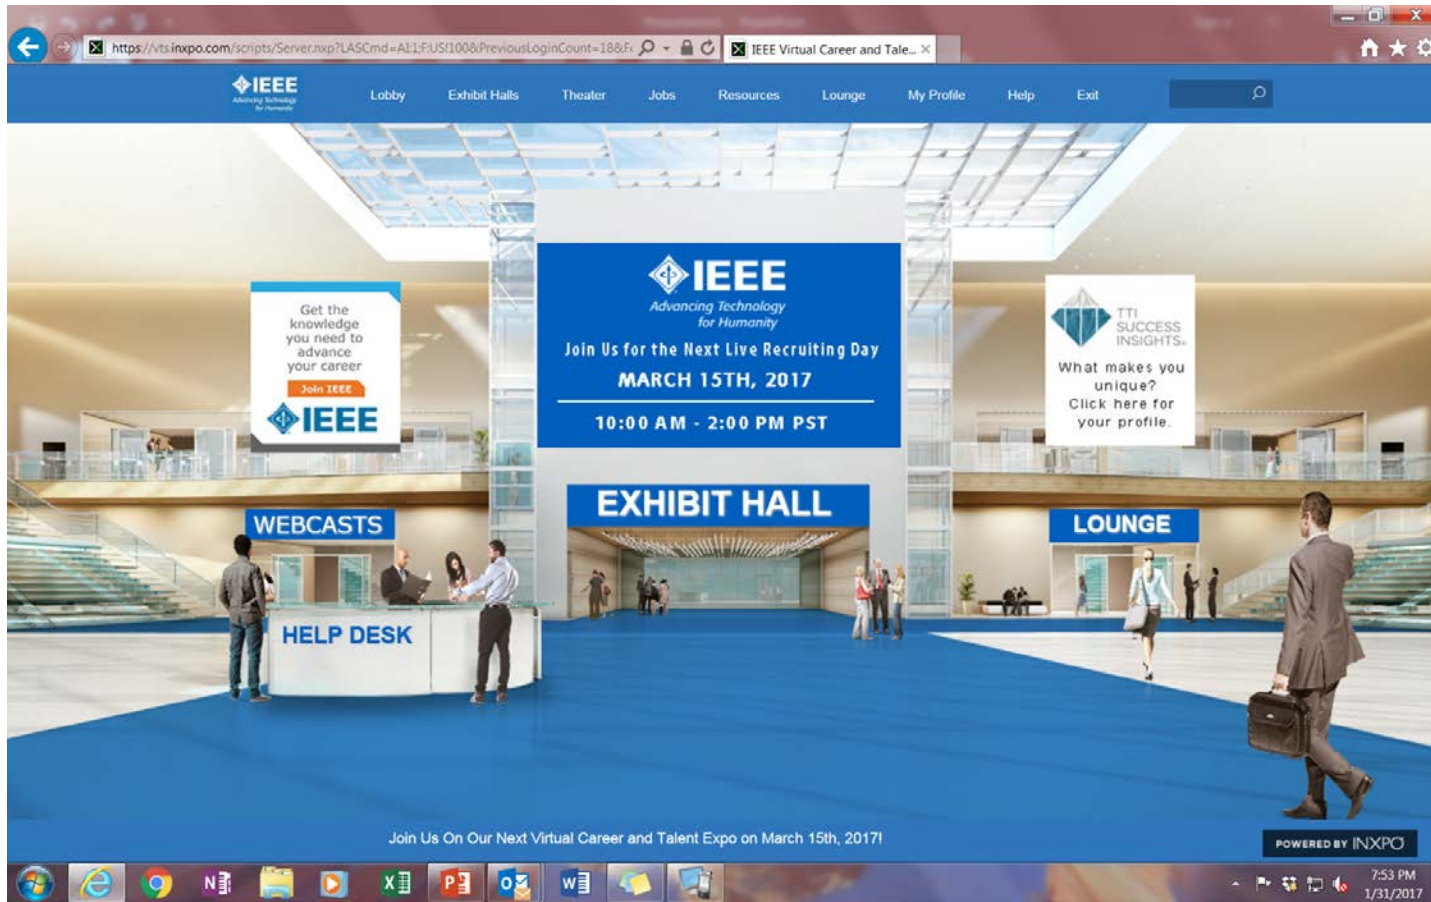 https://vts.inxpo.com/scripts/Server.nxp?LASCmd=AI:1;F:US!100&PreviousLoginCount=18&F
IEEE Virtual Career and Tale...
IEEE
Advancing Technology
for Humanity
Lobby
Exhibit Halls
Theater
Jobs
Resources
Lounge
My Profile
Help
Exit
IEEE
Advancing Technology
for Humanity
Join Us for the Next Live Recruiting Day
MARCH 15TH, 2017
10:00 AM - 2:00 PM PST
Get the
knowledge
you need to
advance
your career
Join IEEE
IEEE
TTI
SUCCESS
INSIGHTS
What makes you
unique?
Click here for
your profile.
WEBCASTS
EXHIBIT HALL
LOUNGE
HELP DESK
Join Us On Our Next Virtual Career and Talent Expo on March 15th, 2017!
POWERED BY INXPO
7:53 PM
1/31/2017